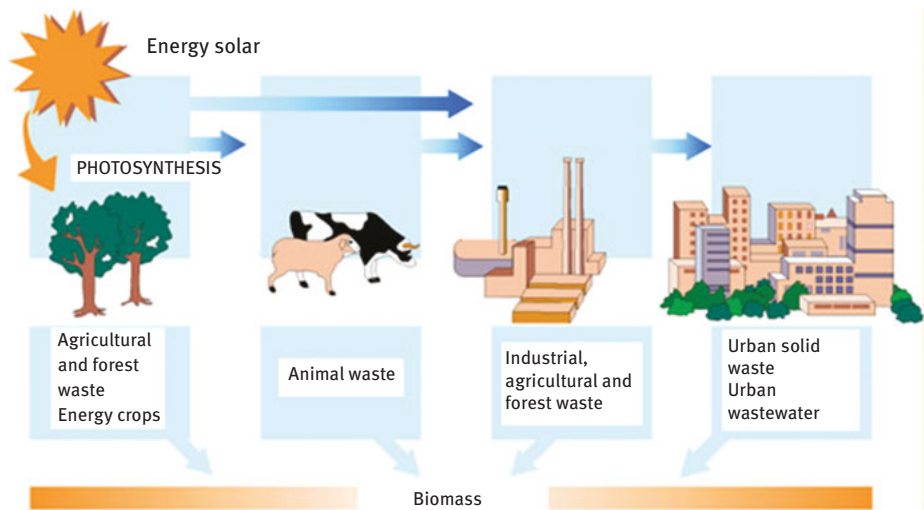 Energy solar
PHOTOSYNTHESIS
Agricultural
and forest
waste
Energy crops
Animal waste
Industrial,
agricultural and
forest waste
Urban solid
waste
Urban
wastewater
Biomass